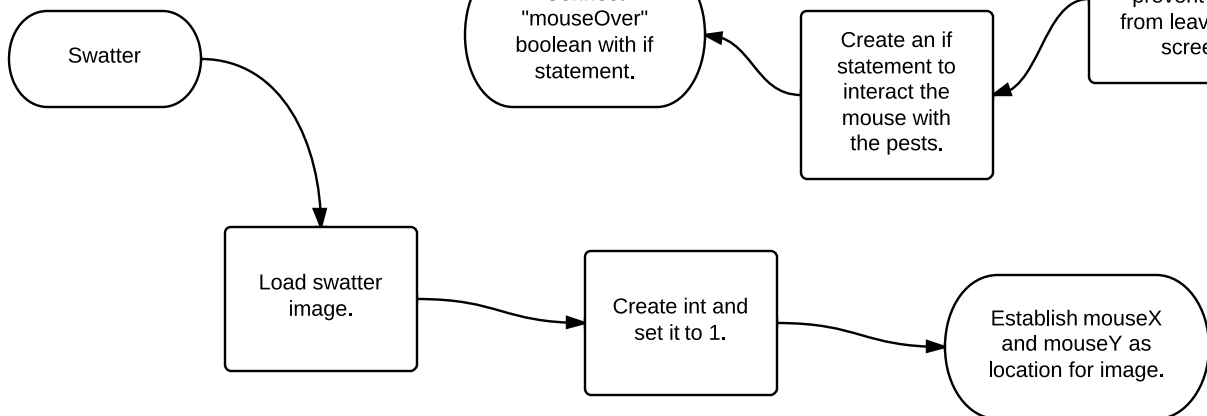 Swatter
"mouseOver"
boolean with if
statement.
Create an if
statement to
interact the
mouse with
the pests.
prevent
from leav
scree
Load swatter
image.
Create int and
set it to 1.
Establish mouseX
and mouseY as
location for image.